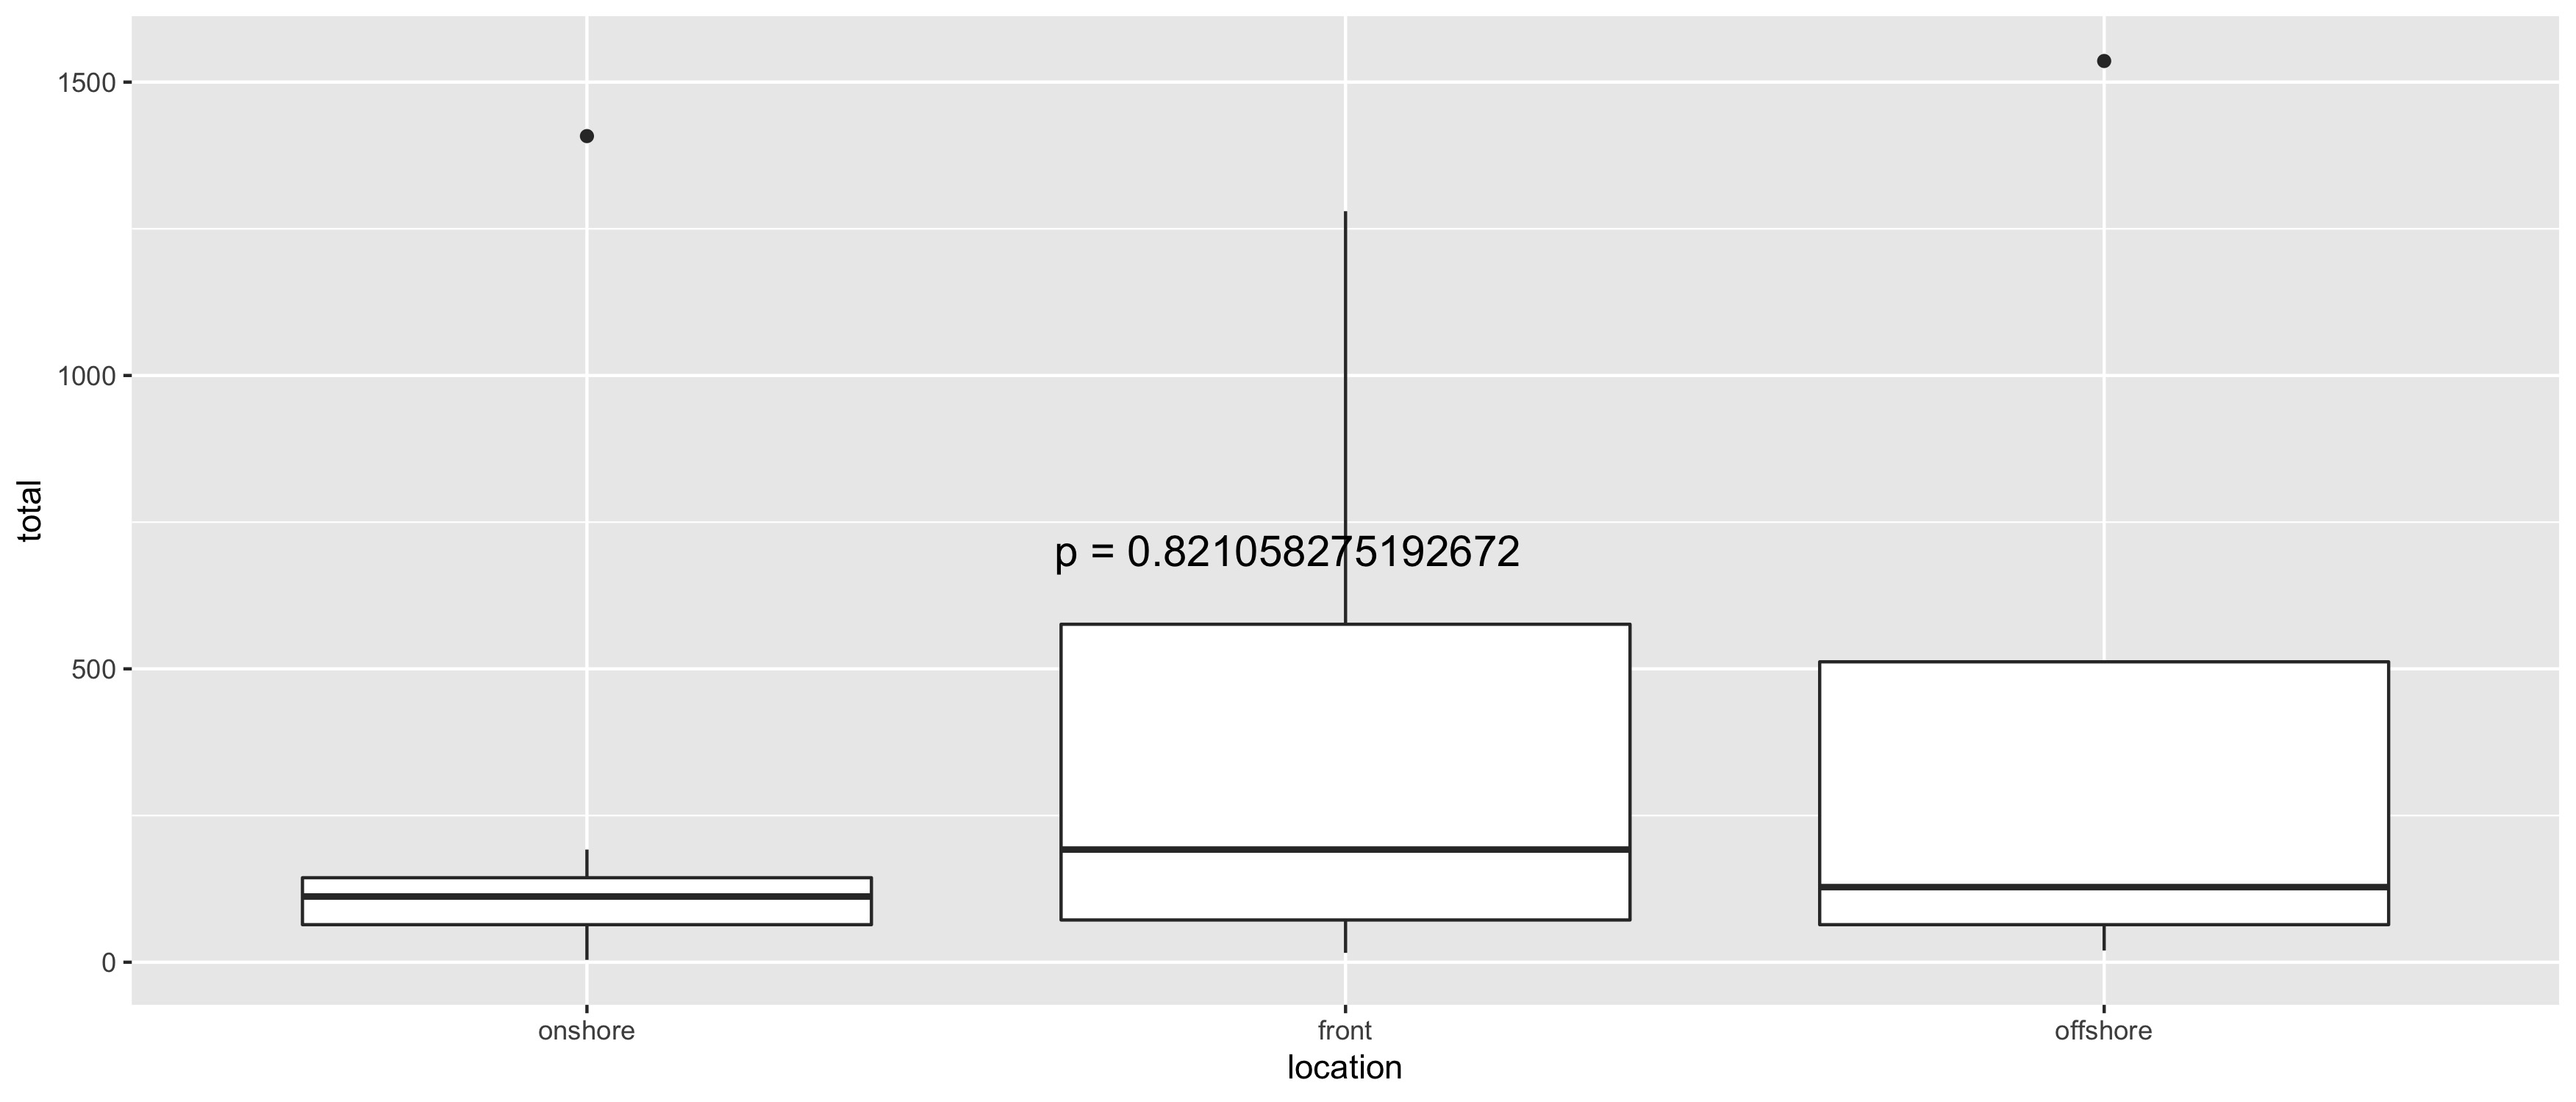 total
1500
1000
500
0
p = 0.821058275192672
onshore
front
offshore
location